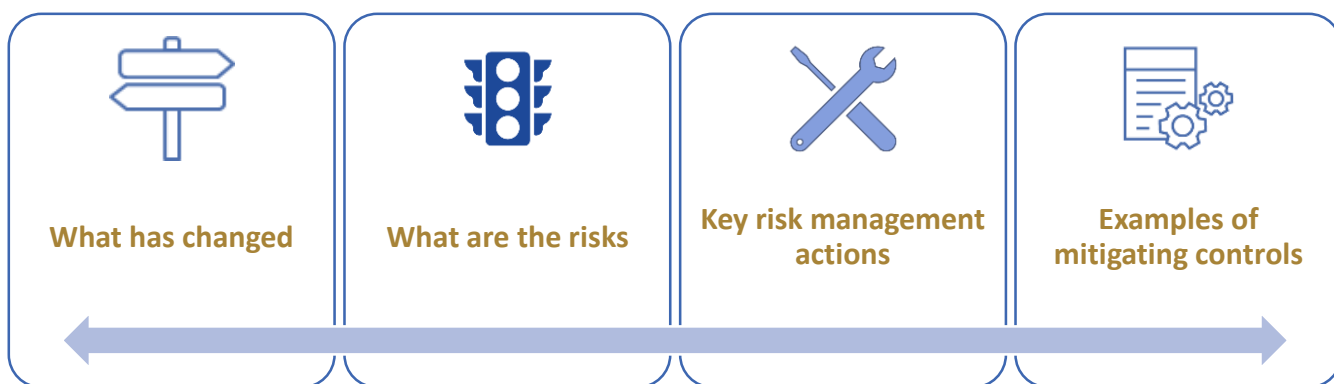 What has changed
What are the risks
Key risk management
actions
Examples of
mitigating controls